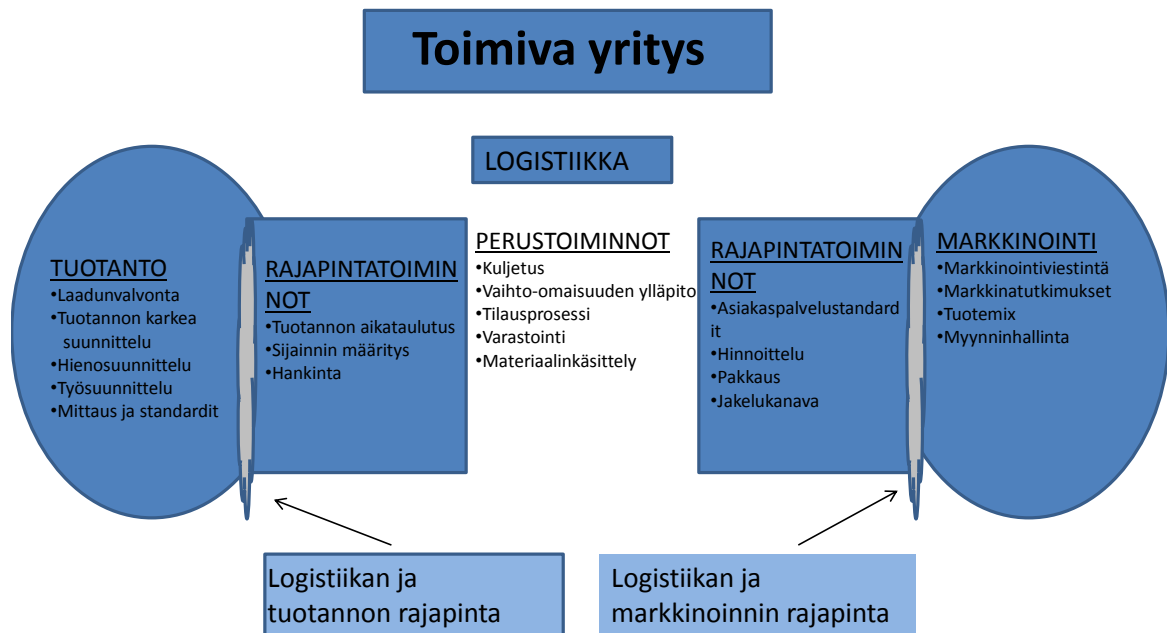 Toimiva yritys
LOGISTIIKKA
TUOTANTO
•Laadunvalvonta
•Tuotannon karkea
suunnittelu
•Hienosuunnittelu
•Työsuunnittelu
•Mittaus ja standardit
RAJAPINTATOIMIN
NOT
•Tuotannon aikataulutus
•Sijainnin määritys
•Hankinta
PERUSTOIMINNOT
•Kuljetus
•Vaihto-omaisuuden ylläpito
•Tilausprosessi
•Varastointi
•Materiaalinkäsittely
RAJAPINTATOIMIN
NOT
•Asiakaspalvelustandard
it
•Hinnoittelu
•Pakkaus
•Jakelukanava
MARKKINOINTI
•Markkinointiviestintä
•Markkinatutkimukset
•Tuotemix
•Myynninhallinta
Logistiikan ja
tuotannon rajapinta
Logistiikan ja
markkinoinnin rajapinta